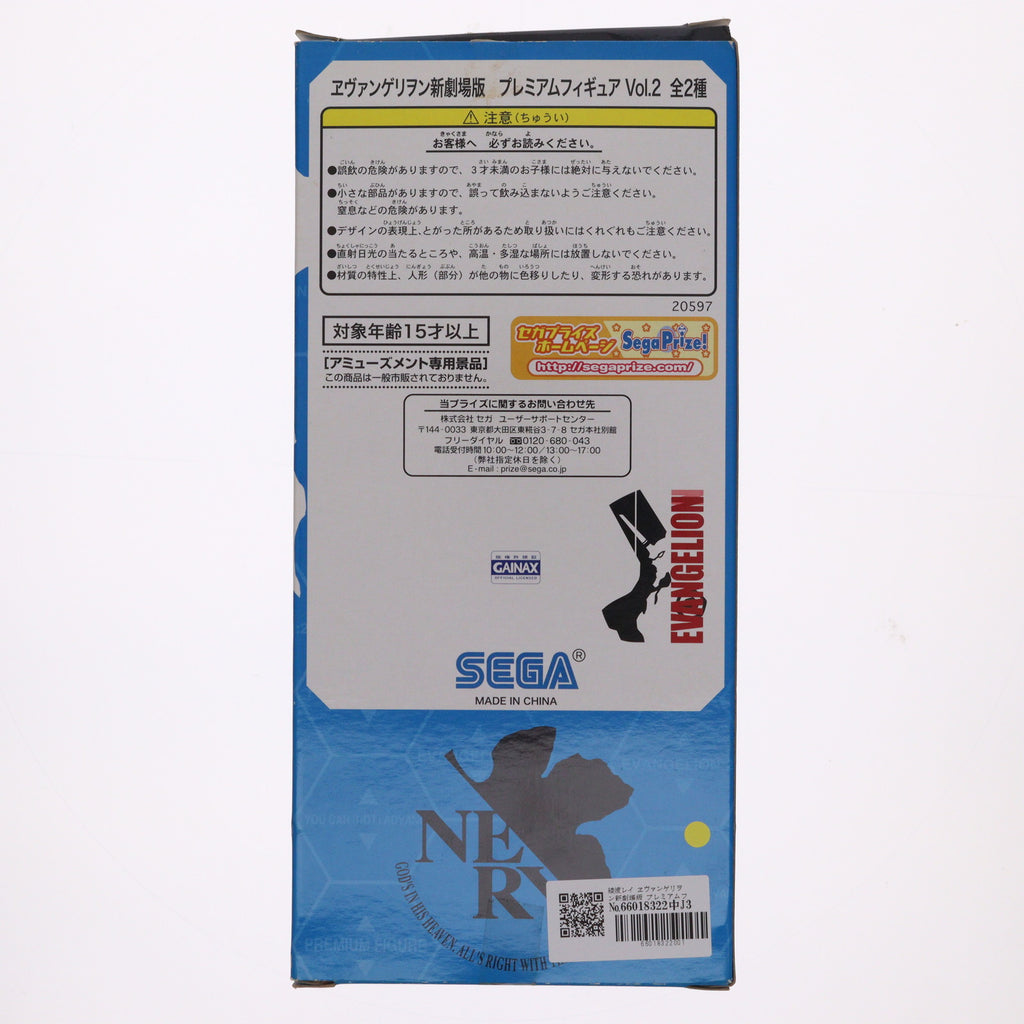 ヱヴァンゲリヲン新劇場版 プレミアムフィギュア Vol.2 全2種
⚠ 注意(ちゅうい)
お客様へ 必ずお読みください。
●誤飲の危険がありますので、3才未満のお子様には絶対に与えないでください。
●小さな部品がありますので、誤って飲み込まないようご注意ください。
窒息などの危険があります。
●デザインの表現上、とがった所があるため取り扱いにはくれぐれもご注意ください。
●直射日光の当たるところや、高温・多湿な場所には放置しないでください。
●材質の特性上、人形(部分)が他の物に色移りしたり、変形する恐れがあります。
20597
対象年齢15才以上
[アミューズメント専用景品]
この商品は一般市販されておりません。
セガプライズ
ホームページ
SegaPrize!
http://segaprize.com/
当プライズに関するお問い合わせ先
株式会社 セガ ユーザーサポートセンター
〒144-0033 東京都大田区東糀谷3-7-8 セガ本社別館
フリーダイヤル 0120-680-043
電話受付時間 10:00〜12:00/13:00〜17:00
(弊社指定休日を除く)
E-mail : prize@sega.co.jp
EVANGELION
GAINAX
OFFICIAL LICENSED
SEGA®
MADE IN CHINA
EVANGELION
YOU CAN (NOT) ADVAN
NE
RV
GOD'S IN HIS HEAVEN. ALL'S RIGHT WITH
PREMIUM FIGURE
綾波レイ ヱヴァンゲリヲ
ン新劇場版 プレミアムフ
No.66018322中J3
66018322001